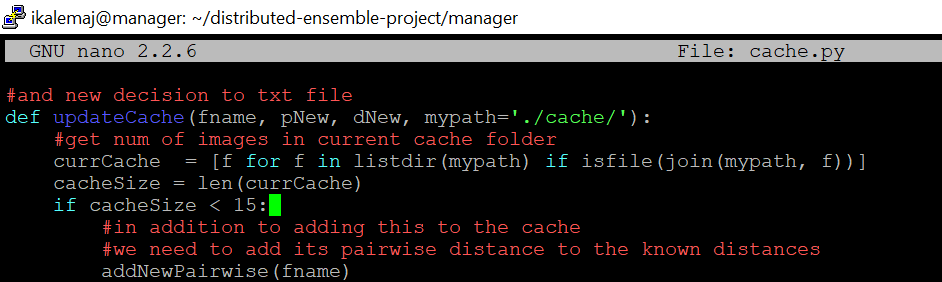 ikalemaj@manager: ~/distributed-ensemble-project/manager
GNU nano 2.2.6 File: cache.py
#and new decision to txt file
def updateCache(fname, pNew, dNew, mypath='./cache/'):
    #get num of images in current cache folder
    currCache  = [f for f in listdir(mypath) if isfile(join(mypath, f))]
    cacheSize = len(currCache)
    if cacheSize < 15:
        #in addition to adding this to the cache
        #we need to add its pairwise distance to the known distances
        addNewPairwise(fname)